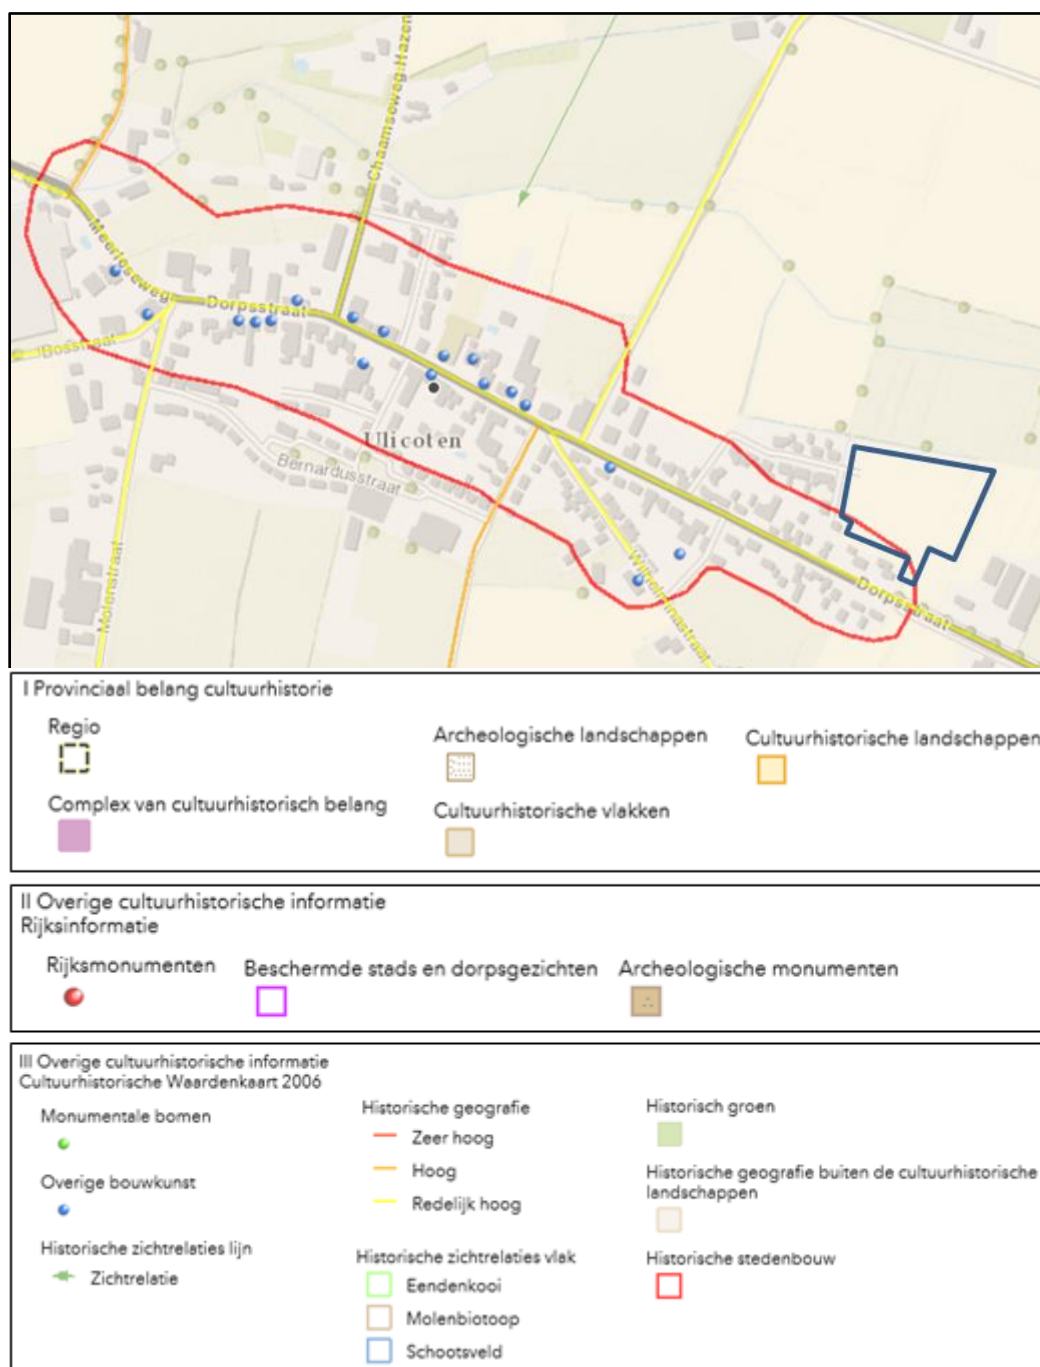 Chaamseweg-Hazen
Meerleseweg
Dorpsstraat
Bosstraat
Ulicoten
Bernardusstraat
Molenstraat
Wilhelminastraat
Dorpsstraat
I Provinciaal belang cultuurhistorie
Regio
Archeologische landschappen
Cultuurhistorische landschappen
Complex van cultuurhistorisch belang
Cultuurhistorische vlakken
II Overige cultuurhistorische informatie
Rijksinformatie
Rijksmonumenten
Beschermde stads en dorpsgezichten
Archeologische monumenten
III Overige cultuurhistorische informatie
Cultuurhistorische Waardenkaart 2006
Monumentale bomen
Overige bouwkunst
Historische zichtrelaties lijn
Zichtrelatie
Historische geografie
Zeer hoog
Hoog
Redelijk hoog
Historische zichtrelaties vlak
Eendenkooi
Molenbiotoop
Schootsveld
Historisch groen
Historische geografie buiten de cultuurhistorische
landschappen
Historische stedenbouw